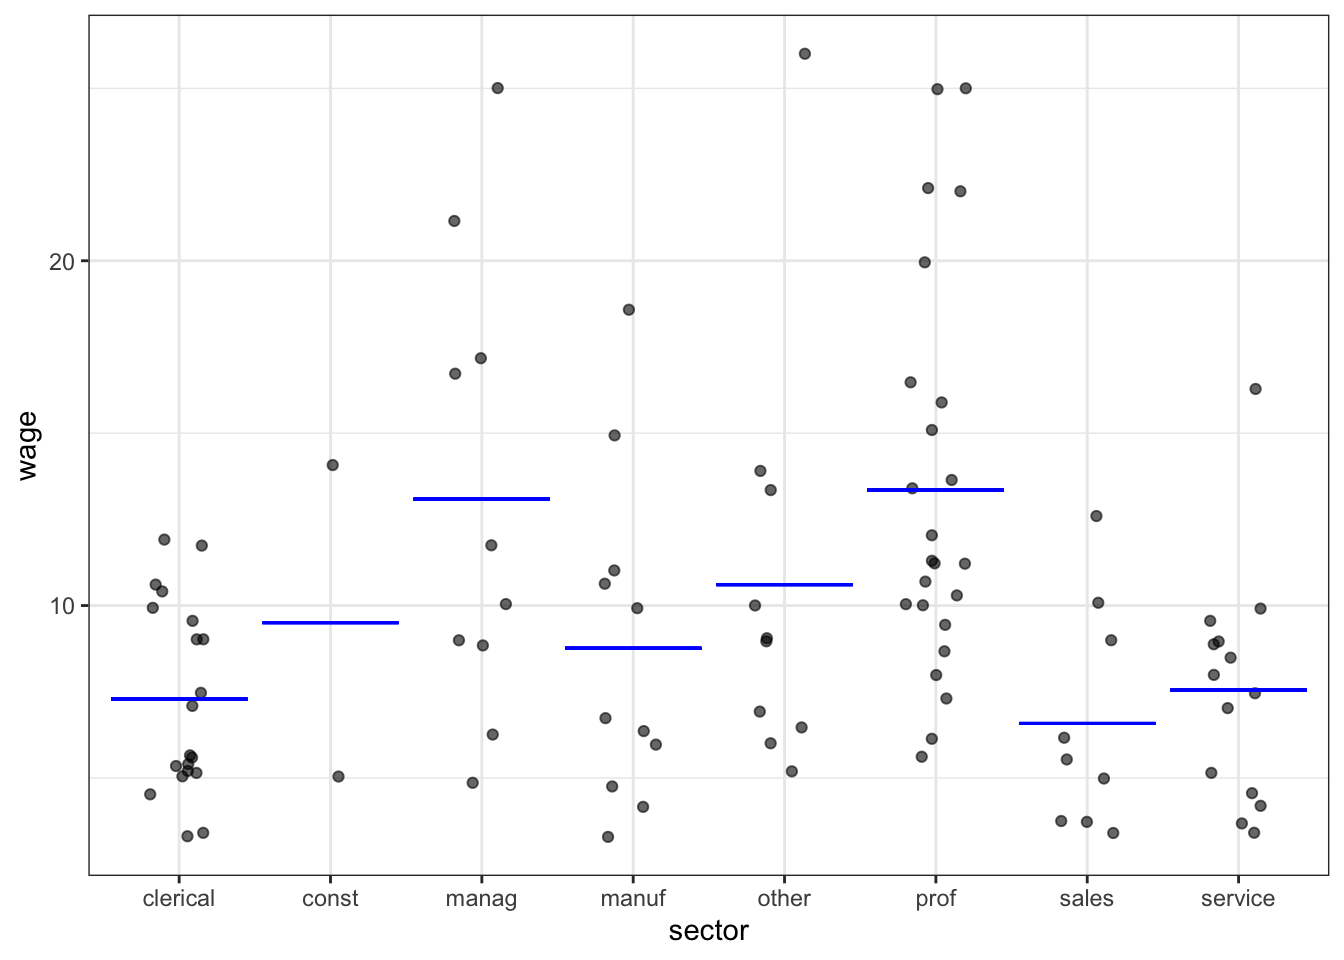 20
10
wage
clerical const manag manuf other prof sales service
sector